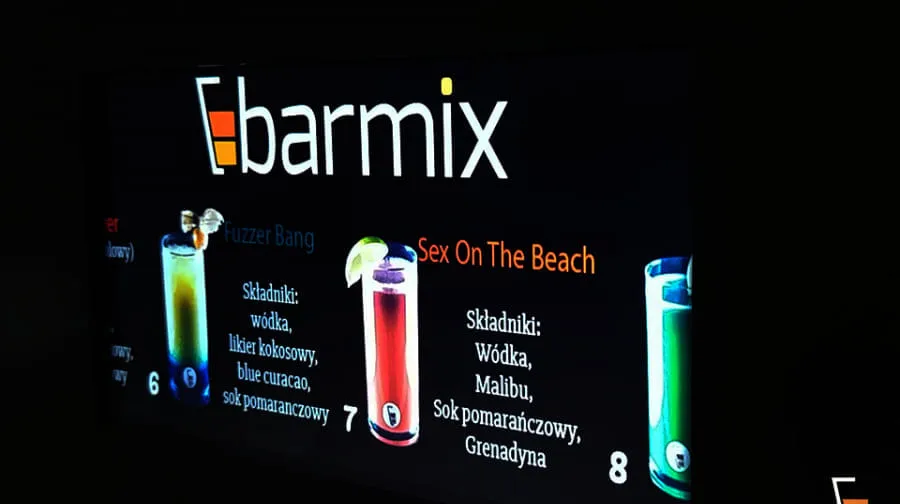 barmix
Fuzzer Bang
Składniki:
wódka,
likier kokosowy,
blue curacao,
sok pomaranczowy
6
Sex On The Beach
Składniki:
Wódka,
Malibu,
Sok pomarańczowy,
Grenadyna
7
8